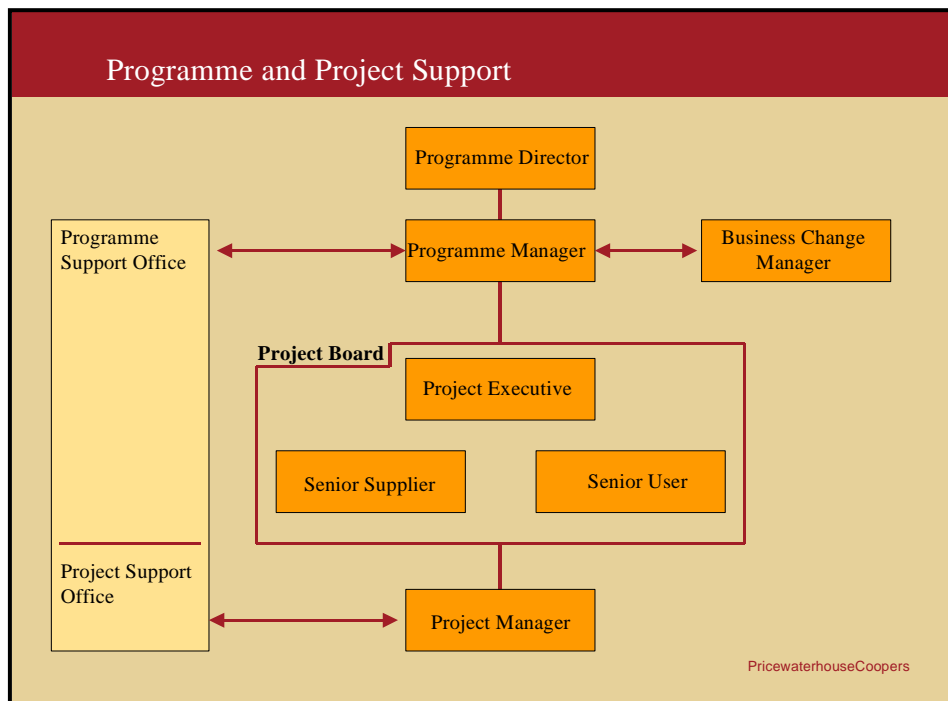 Programme and Project Support
Programme Director
Programme
Support Office
Programme Manager
Business Change
Manager
Project Board
Project Executive
Senior Supplier
Senior User
Project Support
Office
Project Manager
PricewaterhouseCoopers